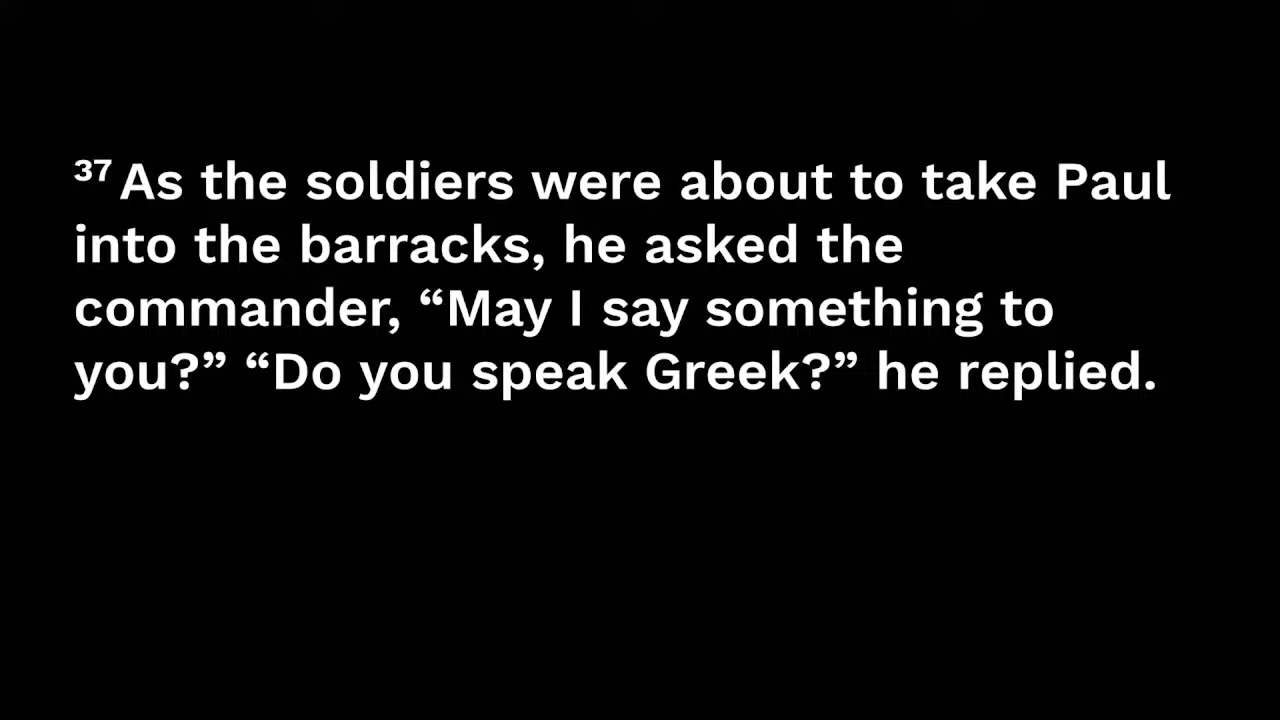 ³⁷As the soldiers were about to take Paul
into the barracks, he asked the
commander, “May I say something to
you?” “Do you speak Greek?” he replied.